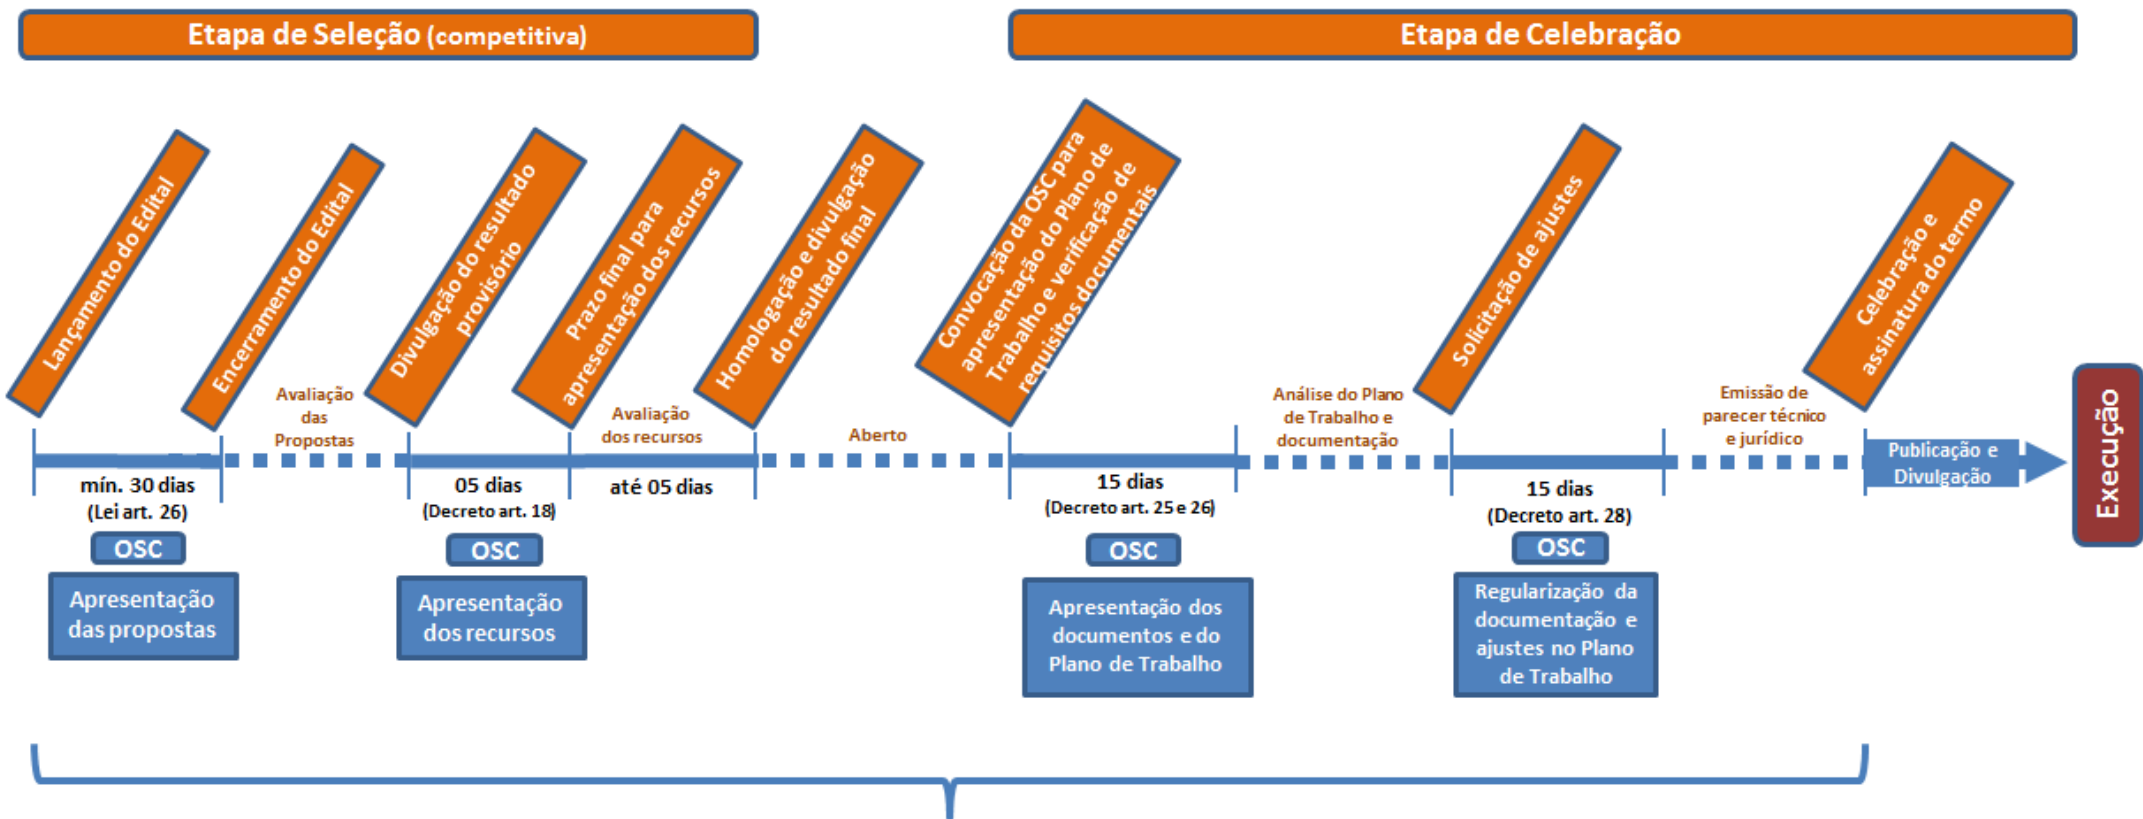 Etapa de Seleção (competitiva)
Etapa de Celebração
Lançamento do Edital
Encerramento do Edital
Divulgação do resultado
provisório
Prazo final para
apresentação dos recursos
Homologação e divulgação
do resultado final
Convocação da OSC para
apresentação do Plano de
Trabalho e verificação de
requisitos documentais
Solicitação de ajustes
Celebração e
assinatura do termo
Avaliação
das
Propostas
Avaliação
dos recursos
Aberto
Análise do Plano
de Trabalho e
documentação
Emissão de
parecer técnico
e jurídico
Publicação e
Divulgação
Execução
mín. 30 dias
(Lei art. 26)
OSC
Apresentação
das propostas
05 dias
(Decreto art. 18)
OSC
Apresentação
dos recursos
até 05 dias
15 dias
(Decreto art. 25 e 26)
OSC
Apresentação dos
documentos e do
Plano de Trabalho
15 dias
(Decreto art. 28)
OSC
Regularização da
documentação e
ajustes no Plano
de Trabalho